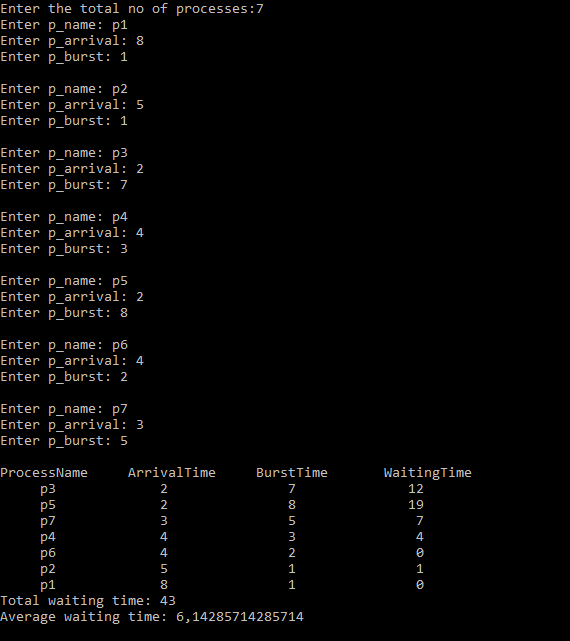 Enter the total no of processes:7
Enter p_name: p1
Enter p_arrival: 8
Enter p_burst: 1
Enter p_name: p2
Enter p_arrival: 5
Enter p_burst: 1
Enter p_name: p3
Enter p_arrival: 2
Enter p_burst: 7
Enter p_name: p4
Enter p_arrival: 4
Enter p_burst: 3
Enter p_name: p5
Enter p_arrival: 2
Enter p_burst: 8
Enter p_name: p6
Enter p_arrival: 4
Enter p_burst: 2
Enter p_name: p7
Enter p_arrival: 3
Enter p_burst: 5
ProcessName ArrivalTime BurstTime WaitingTime
p3 2 7 12
p5 2 8 19
p7 3 5 7
p4 4 3 4
p6 4 2 0
p2 5 1 1
p1 8 1 0
Total waiting time: 43
Average waiting time: 6,14285714285714